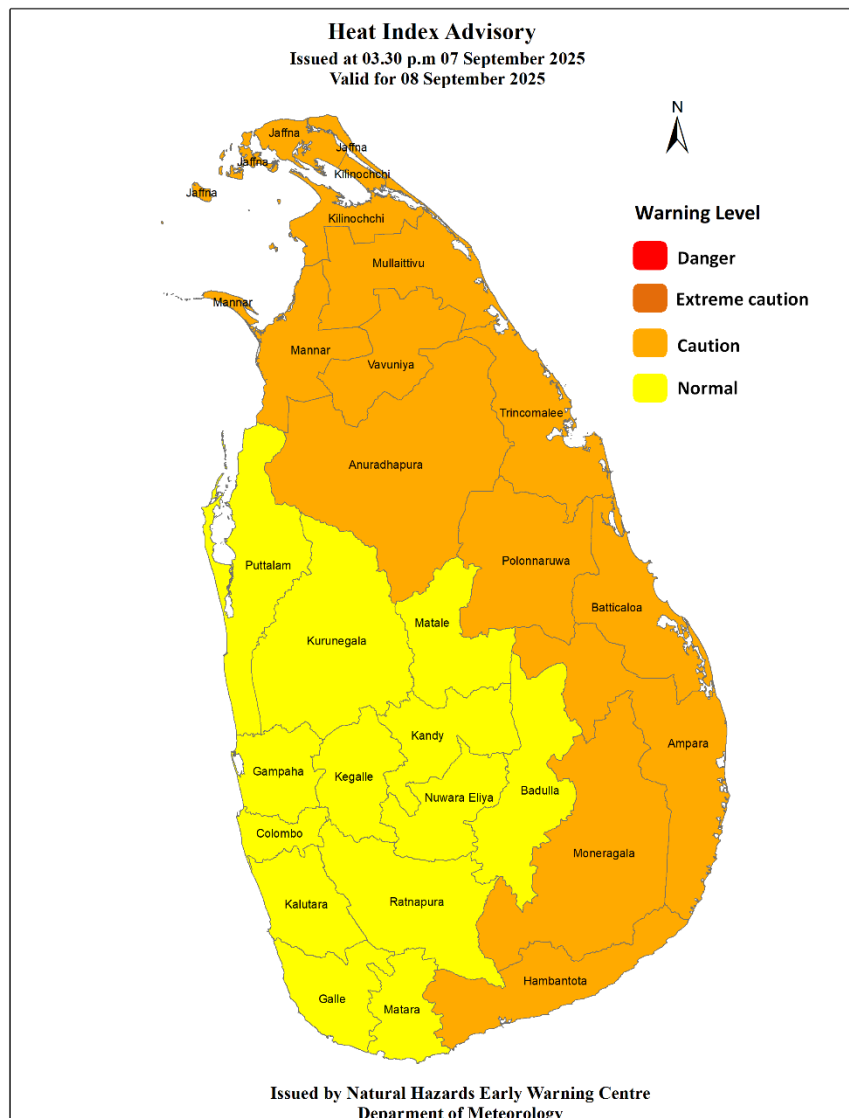 Heat Index Advisory
Issued at 03.30 p.m 07 September 2025
Valid for 08 September 2025
N
Jaffna
Jaffna
Jaffna
Kilinochchi
Jaffna
Kilinochchi
Warning Level
Danger
Mullaittivu
Extreme caution
Mannar
Caution
Mannar
Vavuniya
Normal
Trincomalee
Anuradhapura
Puttalam
Polonnaruwa
Batticaloa
Matale
Kurunegala
Kandy
Ampara
Gampaha
Kegalle
Nuwara Eliya
Badulla
Colombo
Moneragala
Kalutara
Ratnapura
Hambantota
Galle
Matara
Issued by Natural Hazards Early Warning Centre
Deparment of Meteorology